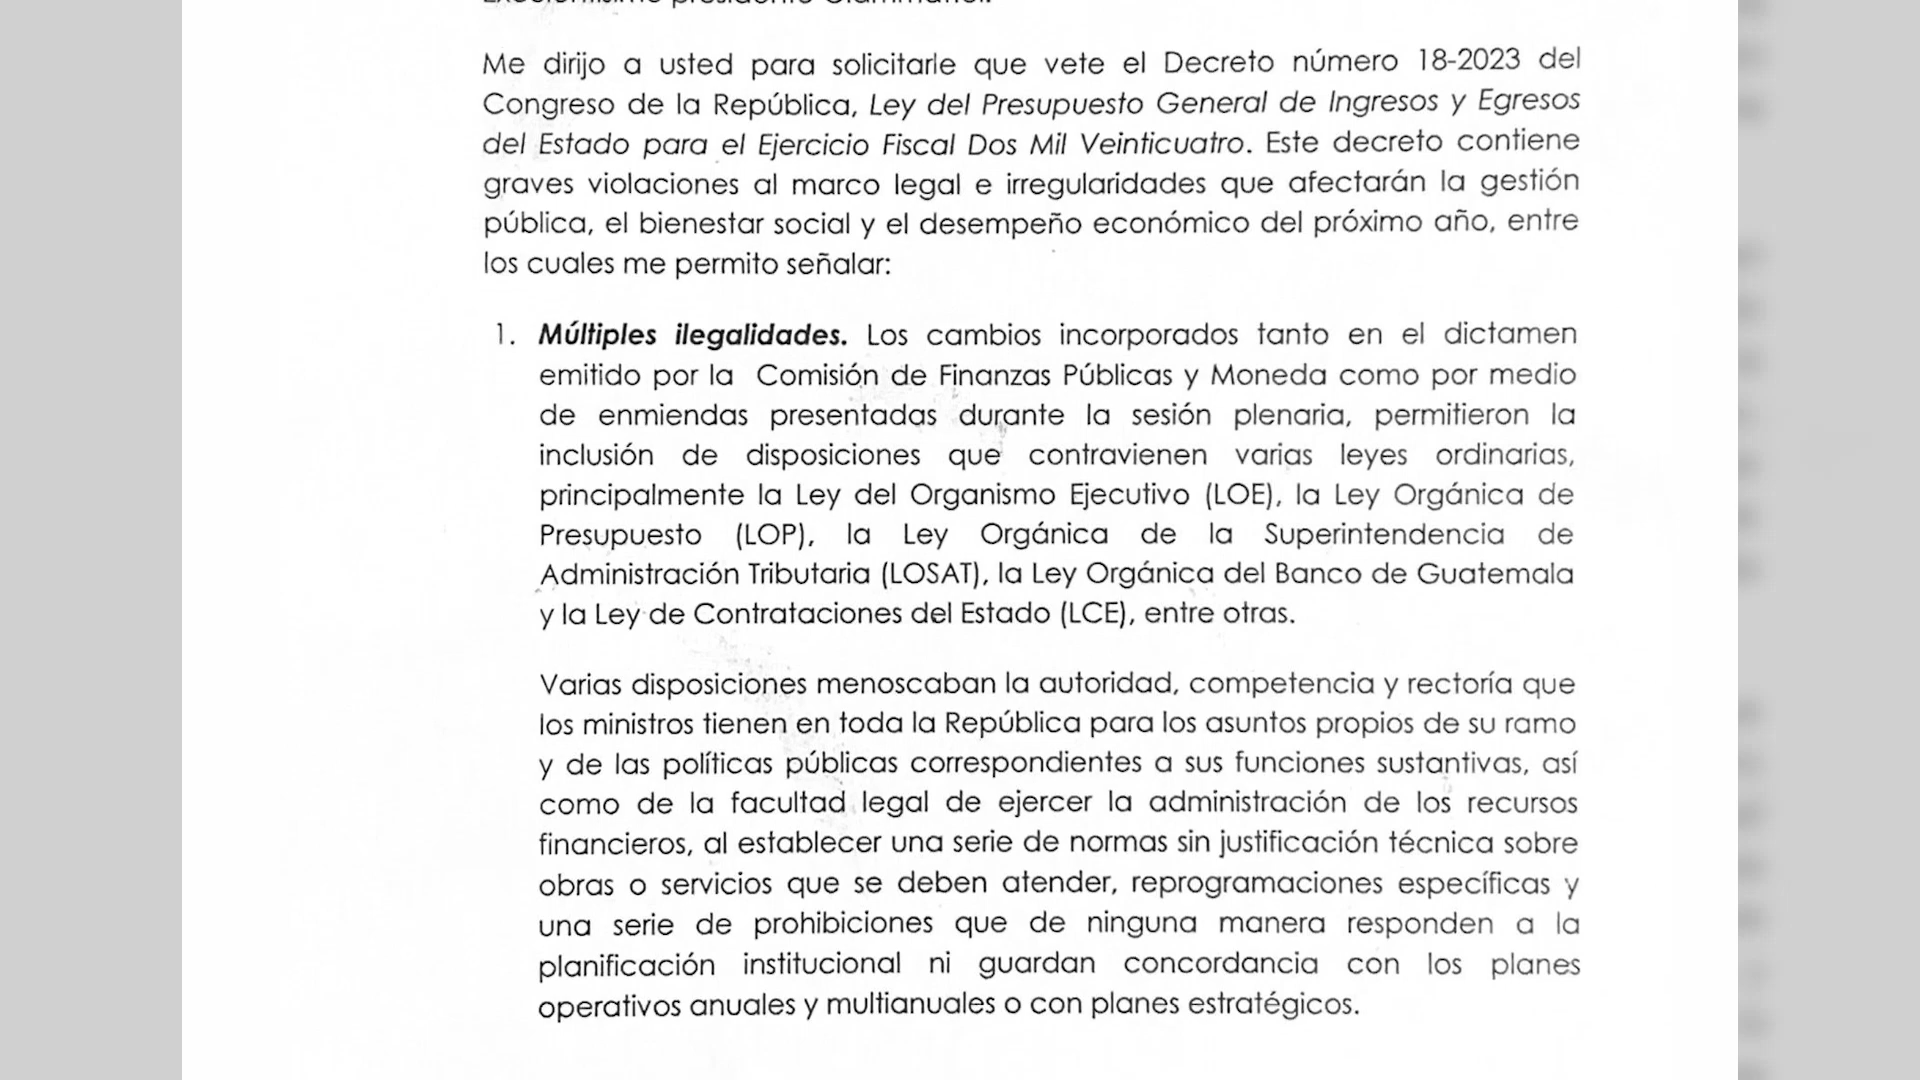 Me dirijo a usted para solicitarle que vete el Decreto número 18-2023 del
Congreso de la República, Ley del Presupuesto General de Ingresos y Egresos
del Estado para el Ejercicio Fiscal Dos Mil Veinticuatro. Este decreto contiene
graves violaciones al marco legal e irregularidades que afectarán la gestión
pública, el bienestar social y el desempeño económico del próximo año, entre
los cuales me permito señalar:
1. Múltiples ilegalidades. Los cambios incorporados tanto en el dictamen
emitido por la Comisión de Finanzas Públicas y Moneda como por medio
de enmiendas presentadas durante la sesión plenaria, permitieron la
inclusión de disposiciones que contravienen varias leyes ordinarias,
principalmente la Ley del Organismo Ejecutivo (LOE), la Ley Orgánica de
Presupuesto (LOP), la Ley Orgánica de la Superintendencia de
Administración Tributaria (LOSAT), la Ley Orgánica del Banco de Guatemala
y la Ley de Contrataciones del Estado (LCE), entre otras.
Varias disposiciones menoscaban la autoridad, competencia y rectoría que
los ministros tienen en toda la República para los asuntos propios de su ramo
y de las políticas públicas correspondientes a sus funciones sustantivas, así
como de la facultad legal de ejercer la administración de los recursos
financieros, al establecer una serie de normas sin justificación técnica sobre
obras o servicios que se deben atender, reprogramaciones específicas y
una serie de prohibiciones que de ninguna manera responden a la
planificación institucional ni guardan concordancia con los planes
operativos anuales y multianuales o con planes estratégicos.